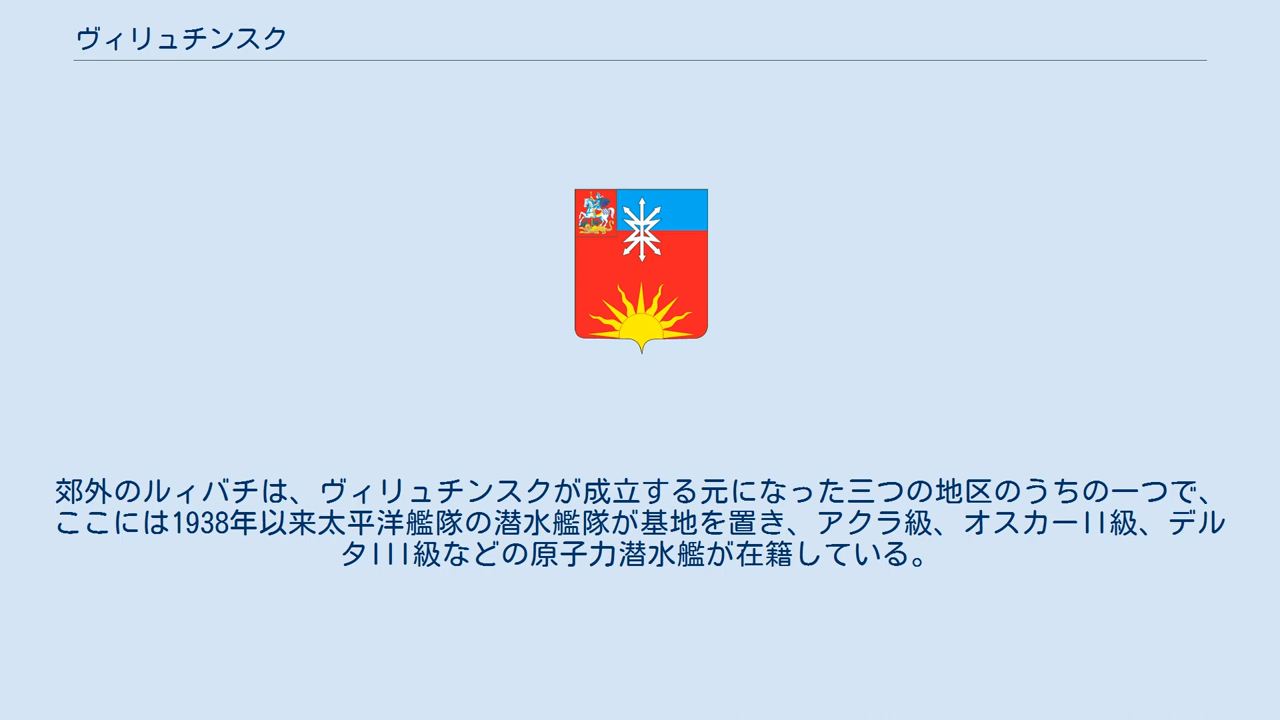 ヴィリュチンスク
郊外のルィバチは、ヴィリュチンスクが成立する元になった三つの地区のうちの一つで、
ここには1938年以来太平洋艦隊の潜水艦隊が基地を置き、アクラ級、オスカーII級、デル
タIII級などの原子力潜水艦が在籍している。